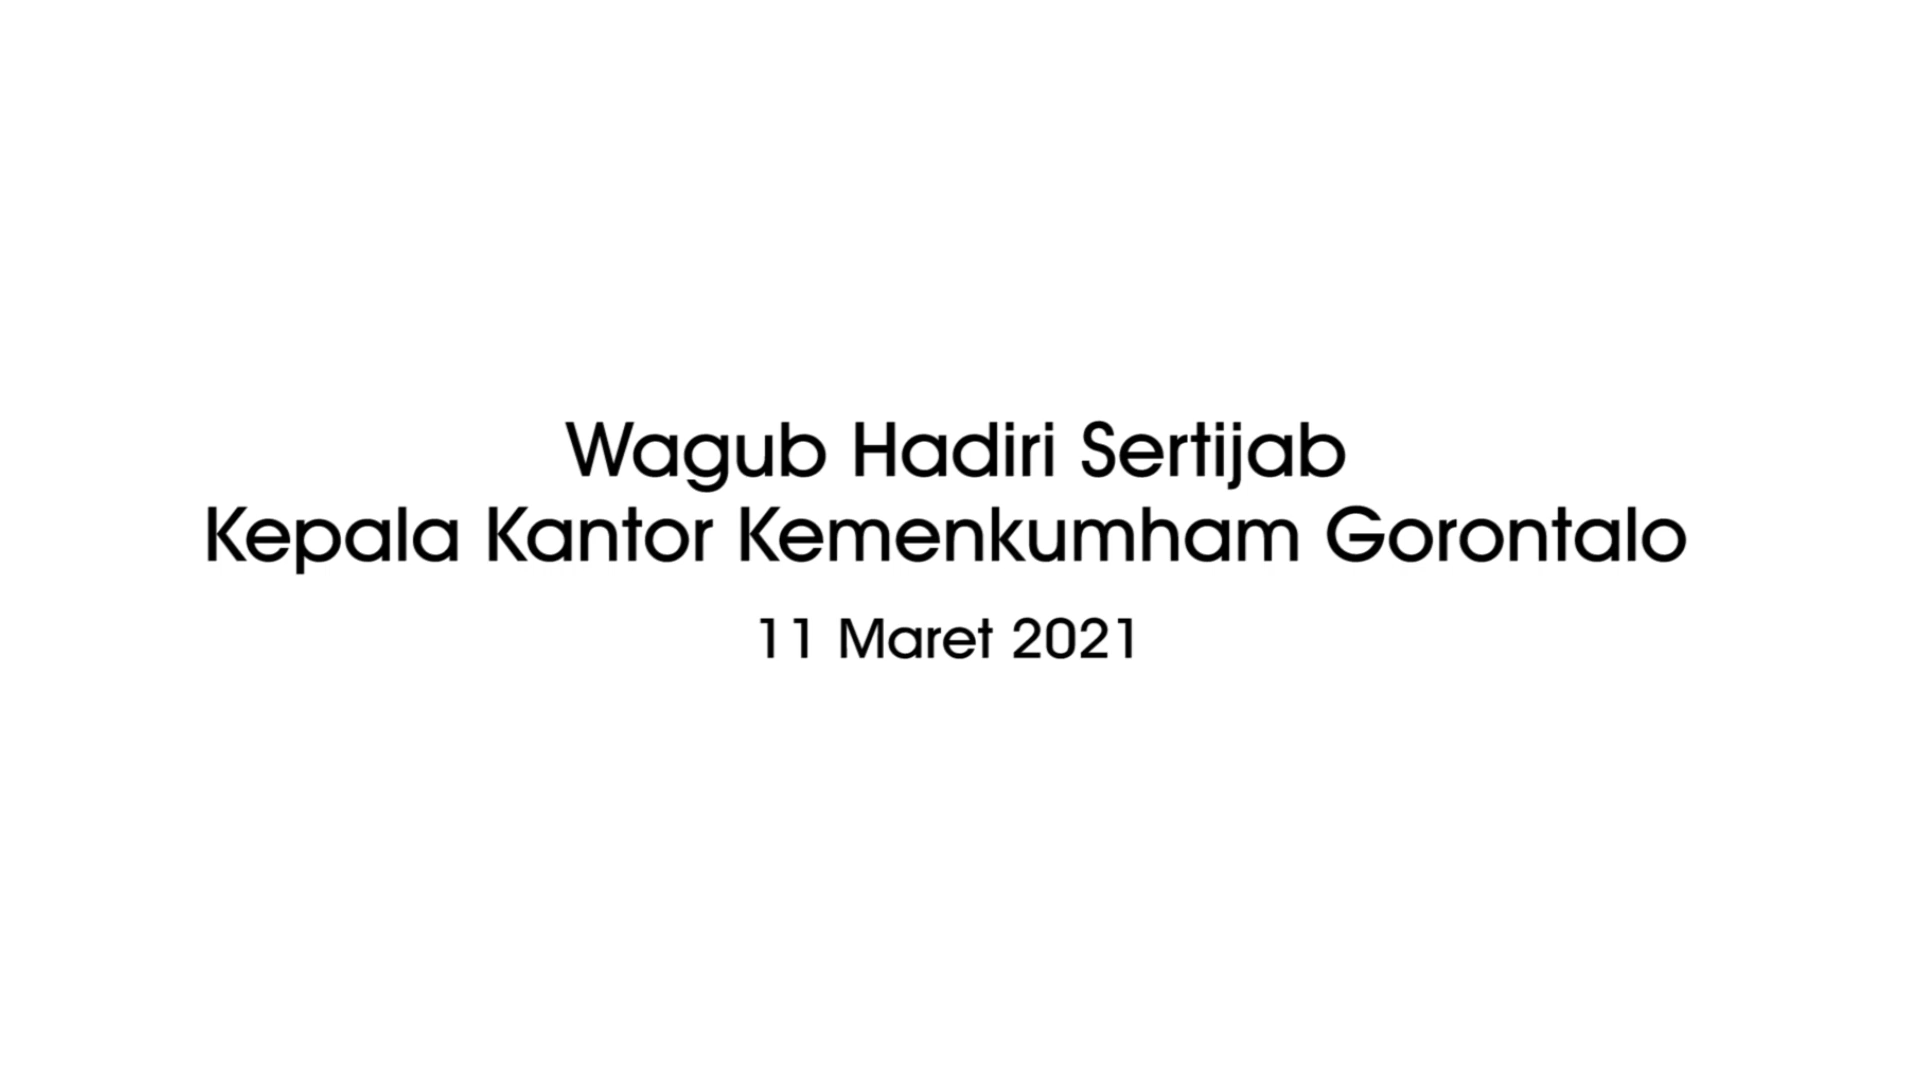 Wagub Hadiri Sertijab
Kepala Kantor Kemenkumham Gorontalo
11 Maret 2021